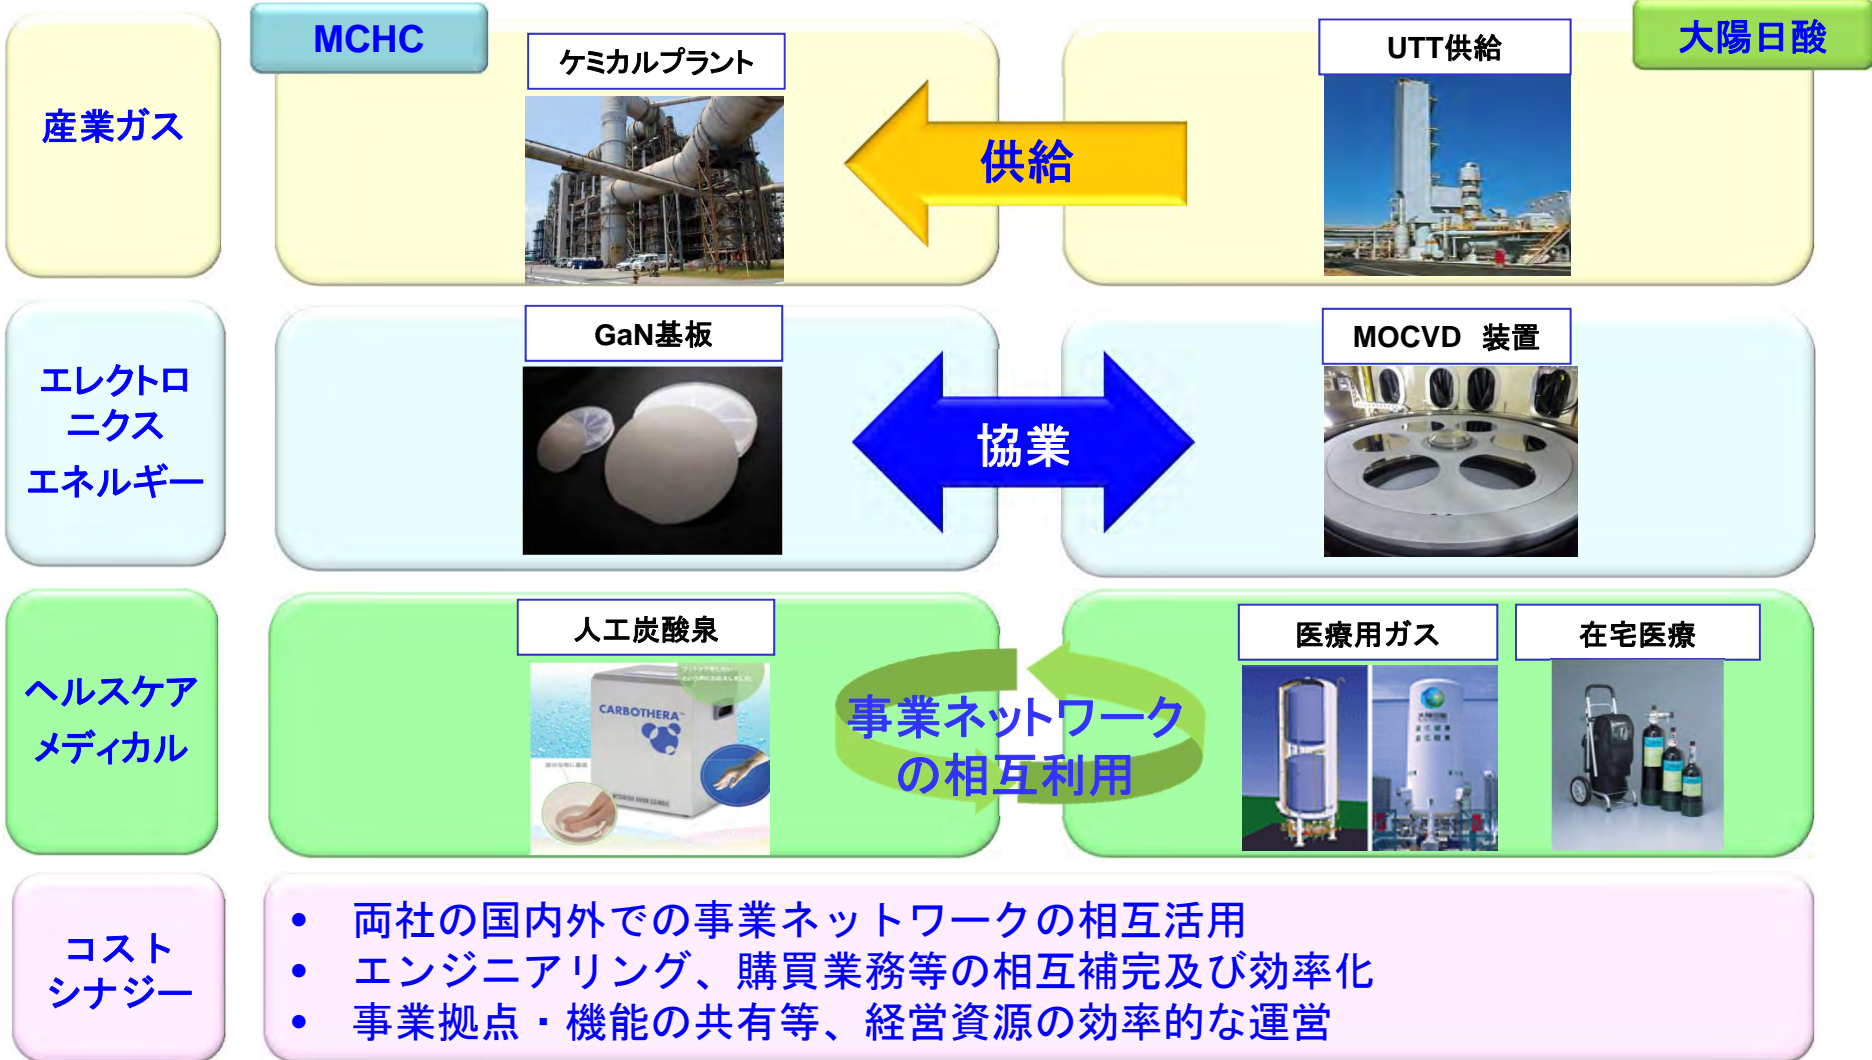 MCHC
大陽日酸
産業ガス
ケミカルプラント
供給
UTT供給
エレクトロ
ニクス
エネルギー
GaN基板
協業
MOCVD 装置
ヘルスケア
メディカル
人工炭酸泉
CARBOTHERA™
事業ネットワーク
の相互利用
医療用ガス
大陽日酸
在宅医療
コスト
シナジー
• 両社の国内外での事業ネットワークの相互活用
• エンジニアリング、購買業務等の相互補完及び効率化
• 事業拠点・機能の共有等、経営資源の効率的な運営